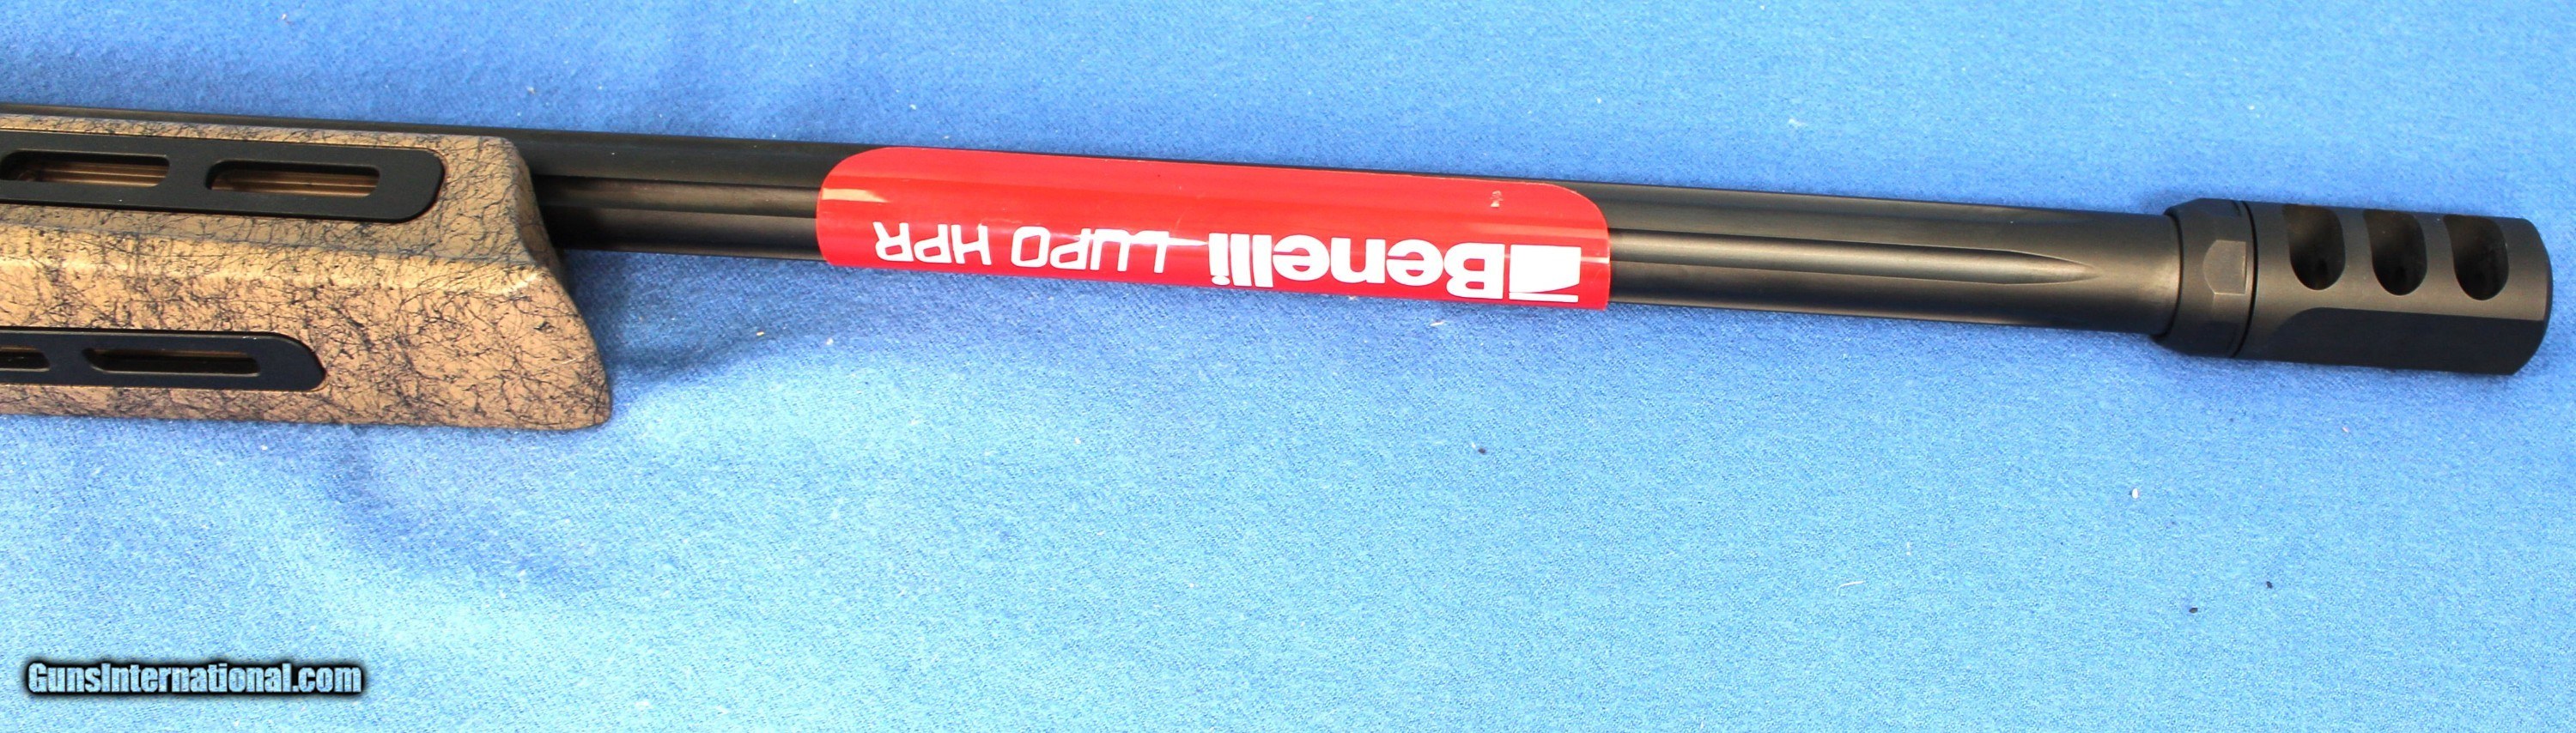 Benelli LUPO HPR
GunsInternational.com